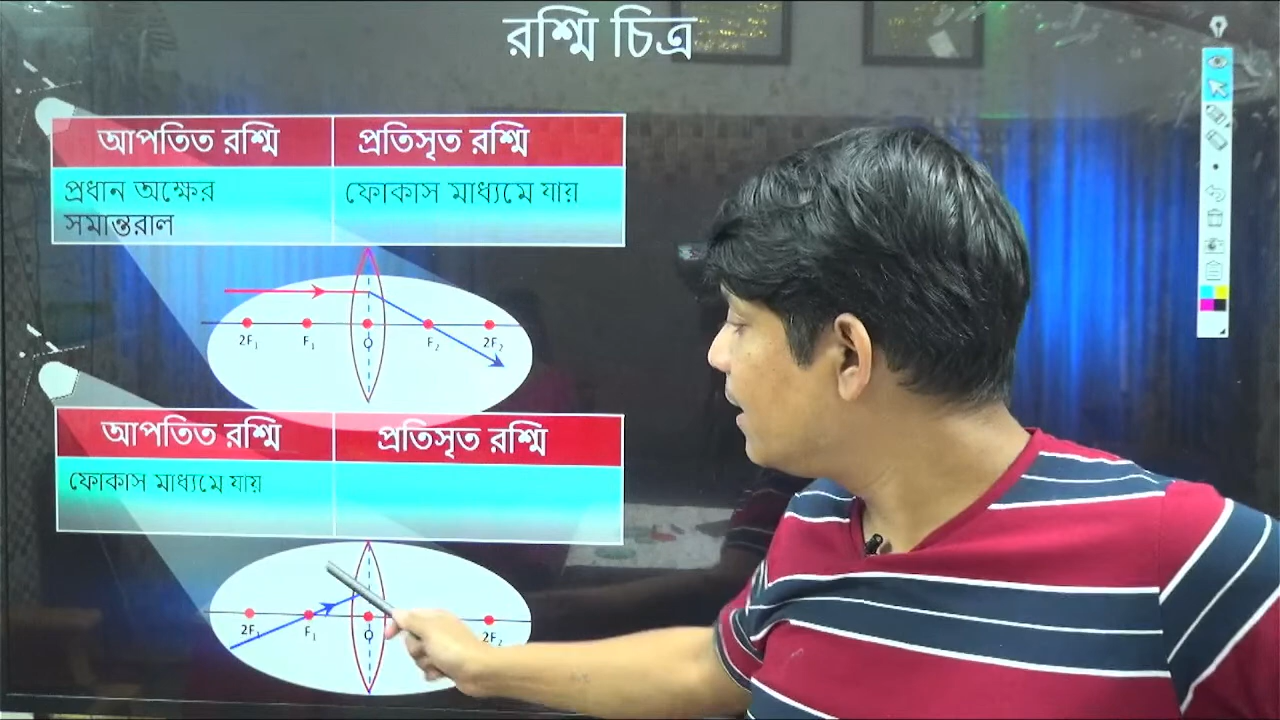 রশ্মি চিত্র
আপতিত রশ্মি প্রতিসৃত রশ্মি
প্রধান অক্ষের ফোকাস মাধ্যমে যায়
সমান্তরাল
2F₁ F₁ O F₂ 2F₂
আপতিত রশ্মি প্রতিসৃত রশ্মি
ফোকাস মাধ্যমে যায়
2F₁ F₁ O 2F₂